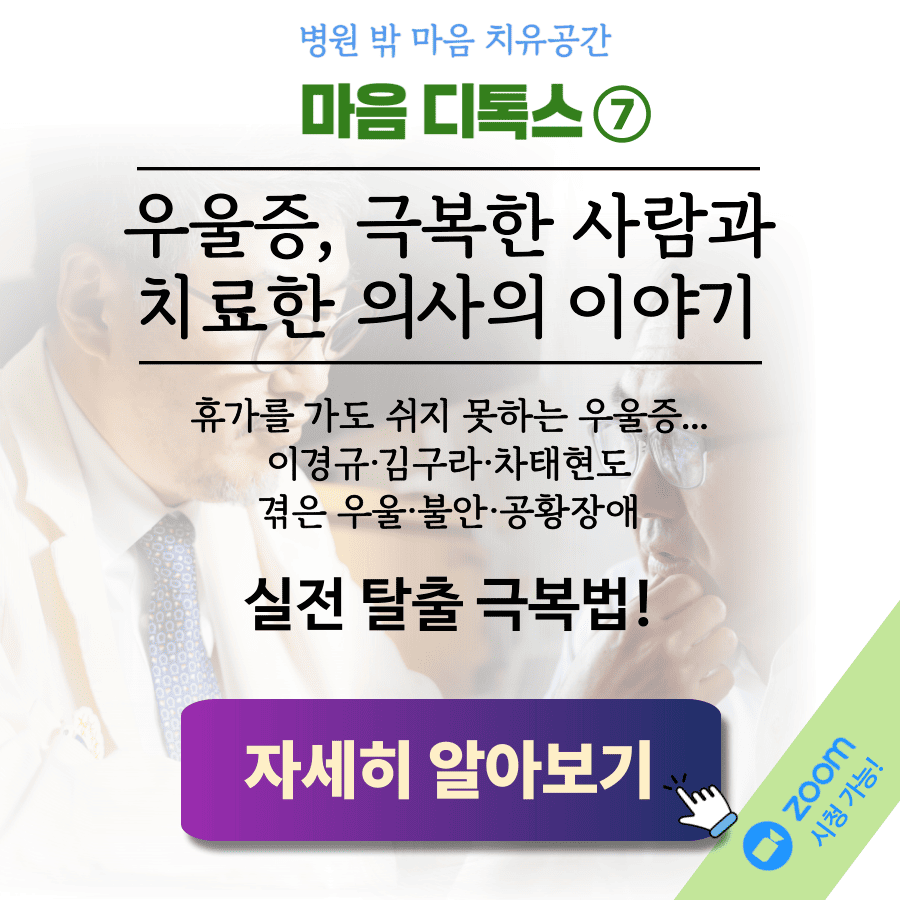 병원 밖 마음 치유공간
마음 디톡스⑦
우울증, 극복한 사람과
치료한 의사의 이야기
휴가를 가도 쉬지 못하는 우울증...
이경규·김구라·차태현도
겪은 우울·불안·공황장애
실전 탈출 극복법!
자세히 알아보기
zoom
시청 가능!